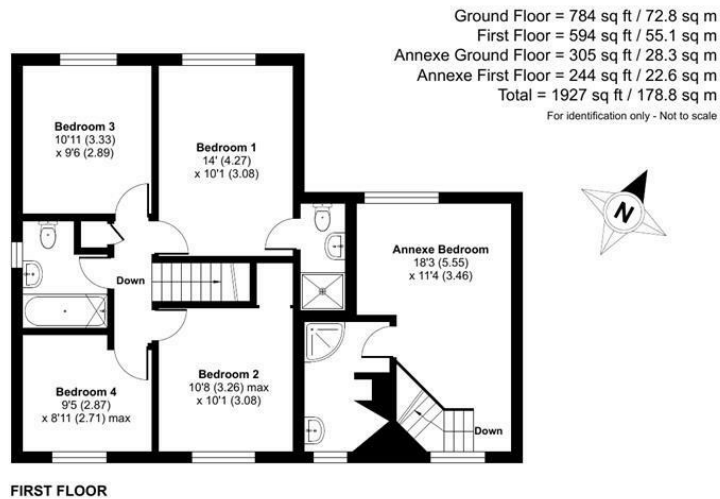 Ground Floor = 784 sq ft / 72.8 sq m
First Floor = 594 sq ft / 55.1 sq m
Annexe Ground Floor = 305 sq ft / 28.3 sq m
Annexe First Floor = 244 sq ft / 22.6 sq m
Total = 1927 sq ft / 178.8 sq m
For identification only - Not to scale
Bedroom 3
10'11 (3.33)
x 9'6 (2.89)
Bedroom 1
14' (4.27)
x 10'1 (3.08)
N
Annexe Bedroom
18'3 (5.55)
x 11'4 (3.46)
Down
Bedroom 2
10'8 (3.26) max
x 10'1 (3.08)
Bedroom 4
9'5 (2.87)
x 8'11 (2.71) max
Down
FIRST FLOOR